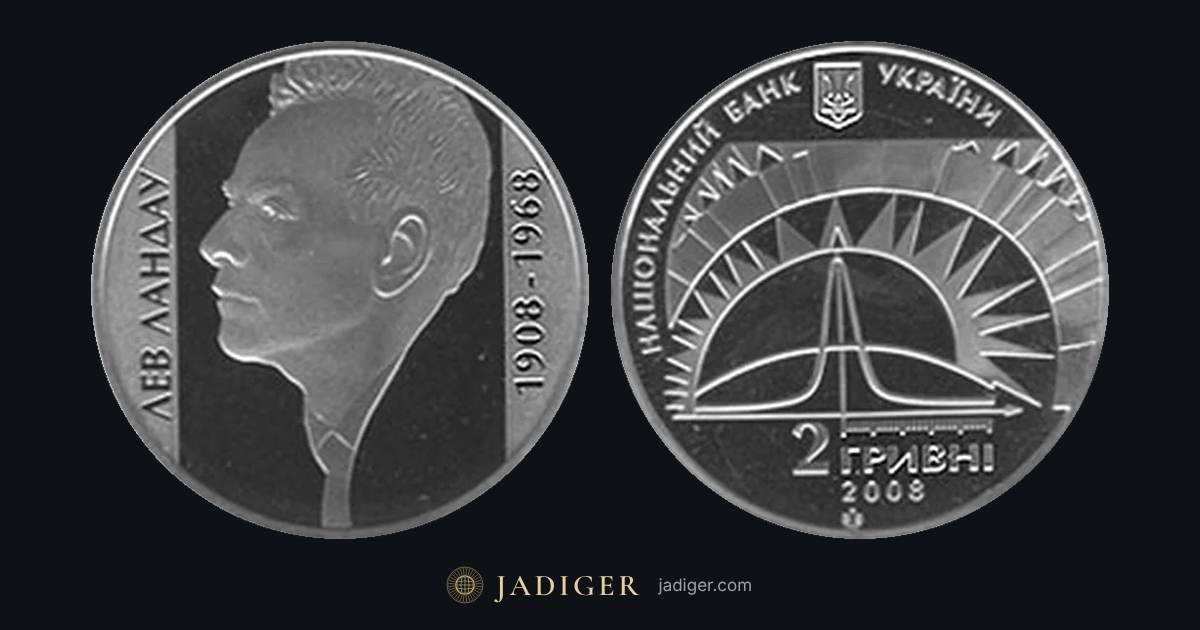 ЛЕВ ЛАНДАУ
1908-1968
НАЦІОНАЛЬНИЙ БАНК УКРАЇНИ
2 ГРИВНІ
2008
JADIGER jadiger.com